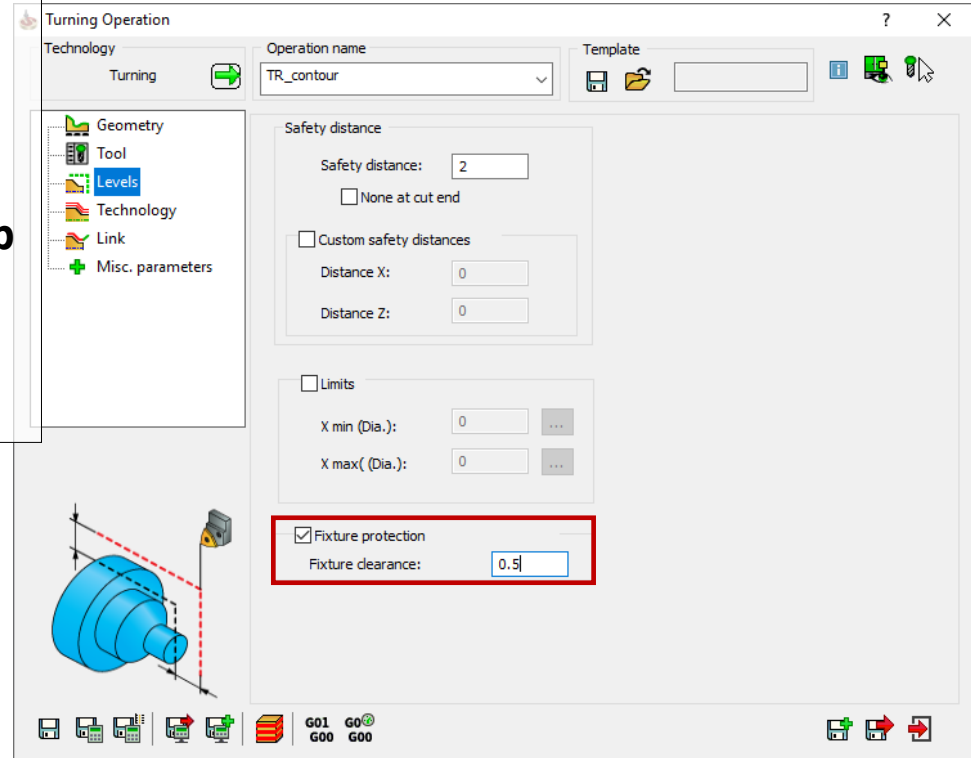 Turning Operation
? ×
Technology
Operation name
Template
Turning
TR_contour
Geometry
Tool
Levels
Technology
Link
Misc. parameters
p
Safety distance
Safety distance: 2
None at cut end
Custom safety distances
Distance X: 0
Distance Z: 0
Limits
X min (Dia.): 0 ...
X max( (Dia.): 0 ...
Fixture protection
Fixture clearance: 0.5
G01 G0
G00 G00